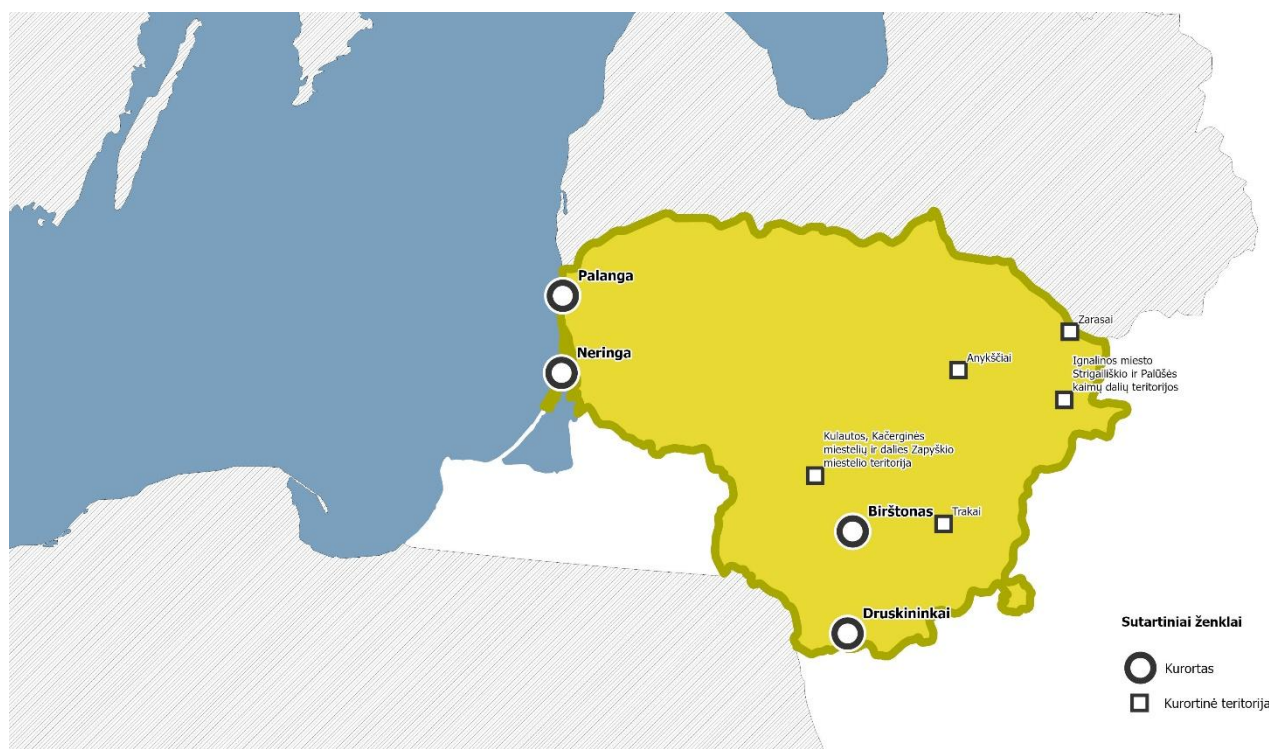 Palanga
Neringa
Zarasai
Anykščiai
Ignalinos miesto
Strigailiškio ir Palūšės
kaimų dalių teritorijos
Kulautos, Kačerginės
miestelių ir dalies Zapyškio
miestelio teritorija
Birštonas
Trakai
Druskininkai
Sutartiniai ženklai
Kurortas
Kurortinė teritorija